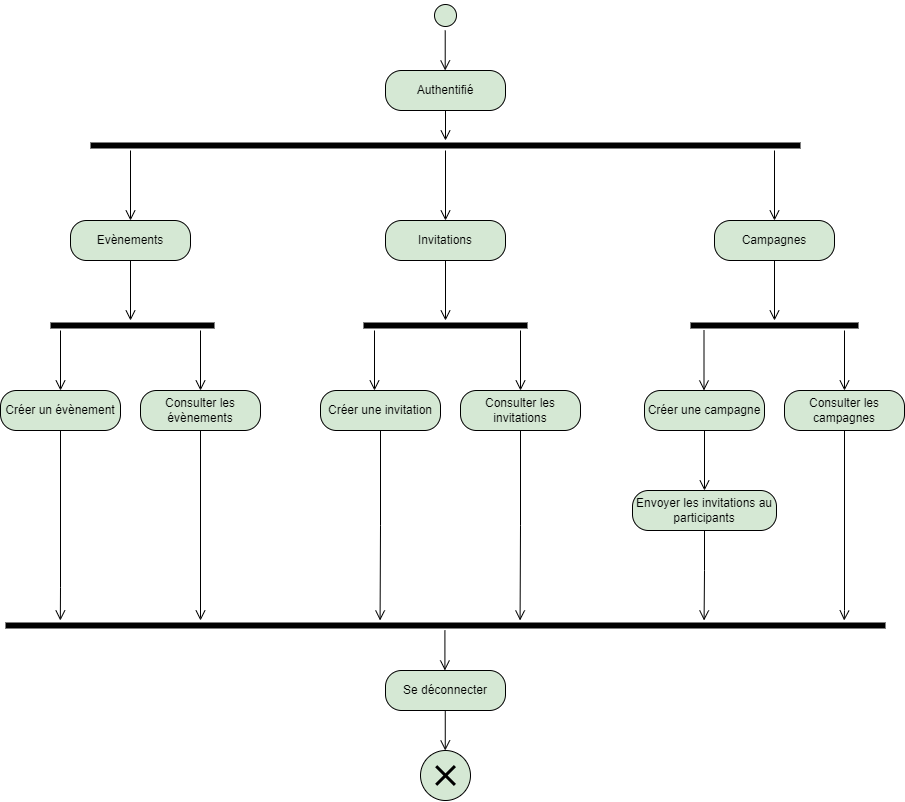 Authentifié
Evènements
Invitations
Campagnes
Créer un évènement
Consulter les
évènements
Créer une invitation
Consulter les
invitations
Créer une campagne
Consulter les
campagnes
Envoyer les invitations au
participants
Se déconnecter